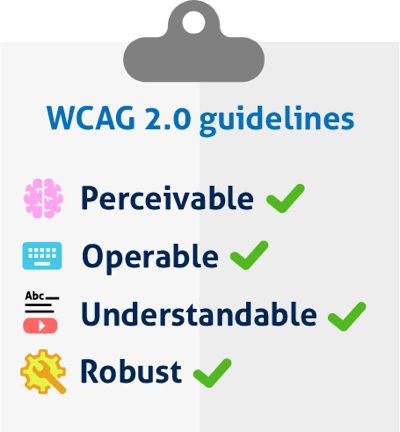 WCAG 2.0 guidelines
Perceivable
Operable
Abc
Understandable
Robust